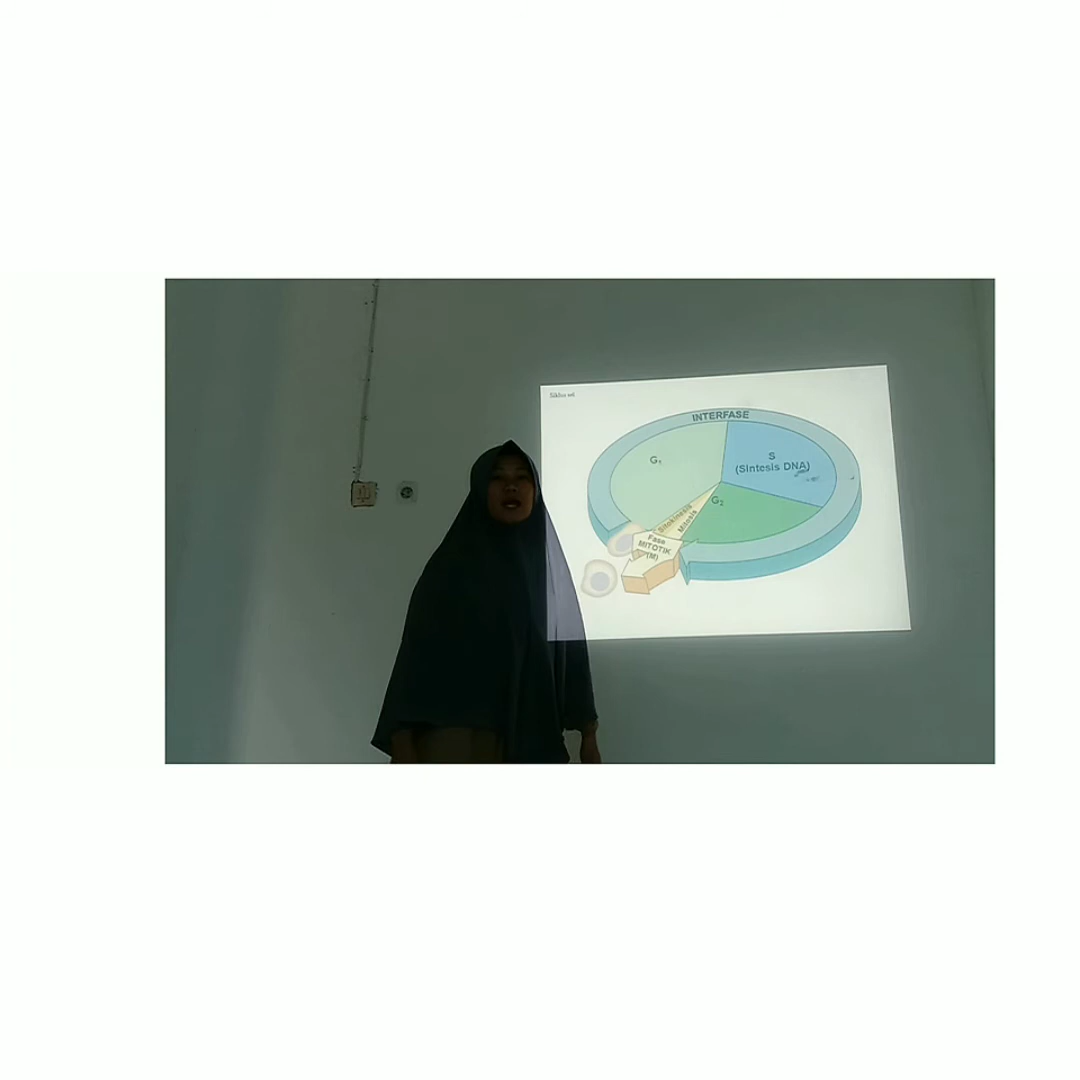 Siklus sel
INTERFASE
G₁
S
(Sintesis DNA)
G₂
Sitokinesis
Mitosis
Fase
MITOTIK
(M)